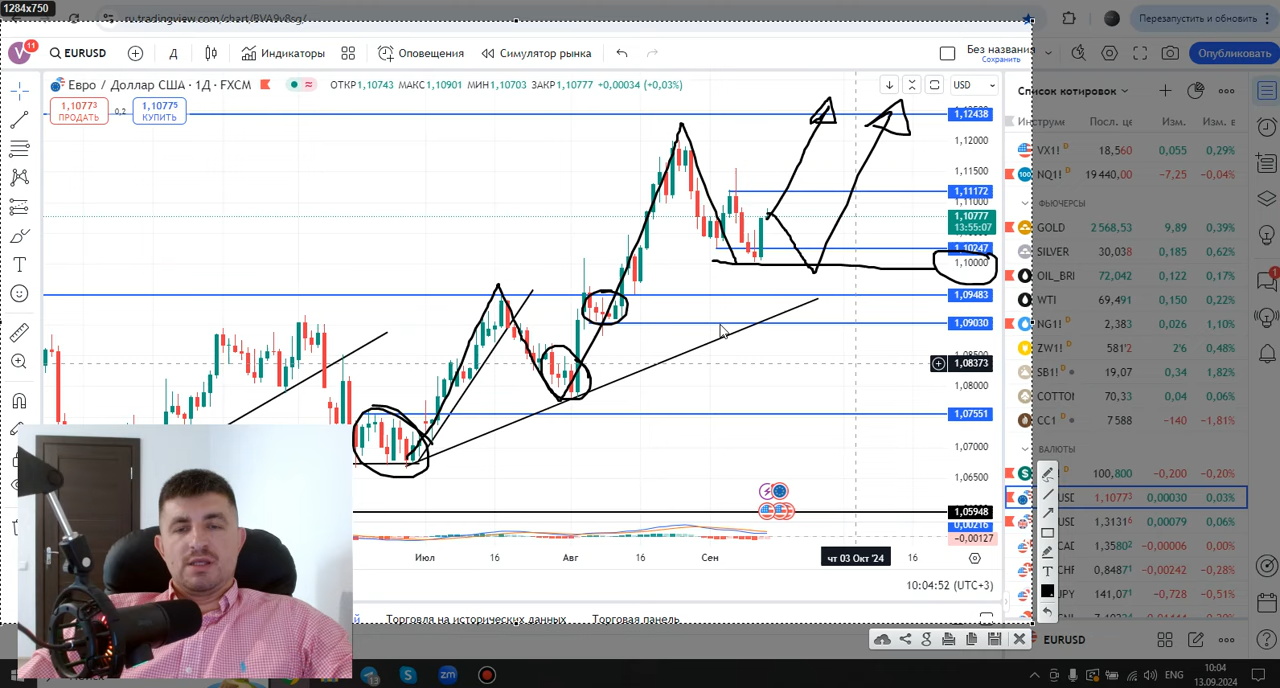 1284x750
ru.tradingview.com/chart/8VA9v8sg/
Перезапустить и обновить
V
11
EURUSD
Д
Индикаторы
Оповещения
Симулятор рынка
Без названия
Сохранить
Опубликовать
Евро / Доллар США · 1Д · FXCM
ОТКР1,10743 МАКС1,10901 МИН1,10703 ЗАКР1,10777 +0,00034 (+0,03%)
USD
1,10773
ПРОДАТЬ
0,2
1,10775
КУПИТЬ
1,12438
1,12000
1,11500
1,11172
1,11000
1,10777
13:55:07
1,10247
1,10000
1,09483
1,09030
1,08373
1,08000
1,07551
1,07000
1,06500
1,05948
0,00216
−0,00127
Июл
16
Авг
16
Сен
чт 03 Окт '24
16
10:04:52 (UTC+3)
Торговля на исторических данных
Торговая панель
Список котировок
Посл. це
Изм.
Изм. в
VX1! D
18,560
0,055
0,29%
NQ1! D
19 440,00
-7,25
-0,04%
ФЬЮЧЕРСЫ
GOLD
2 568,53
9,89
0,39%
SILVER
30,038
0,185
0,62%
OIL_BRI
72,042
0,122
0,17%
WTI
69,491
0,150
0,22%
NG1! D
2,383
0,026
1,10%
ZW1! D
581'2
2'6
0,48%
SB1!
19,07
0,34
1,82%
COTTON
70,33
0,04
0,06%
CC1
7 588
-140
-1,81%
ВАЛЮТЫ
D
100,800
-0,200
-0,20%
1,10773
0,00030
0,03%
1,31316
0,00079
0,06%
1,35802
-0,00006
0,00%
0,84871
-0,00242
-0,28%
JPY
141,071
-0,728
-0,51%
EURUSD
T
zm
ENG
10:04
13.09.2024